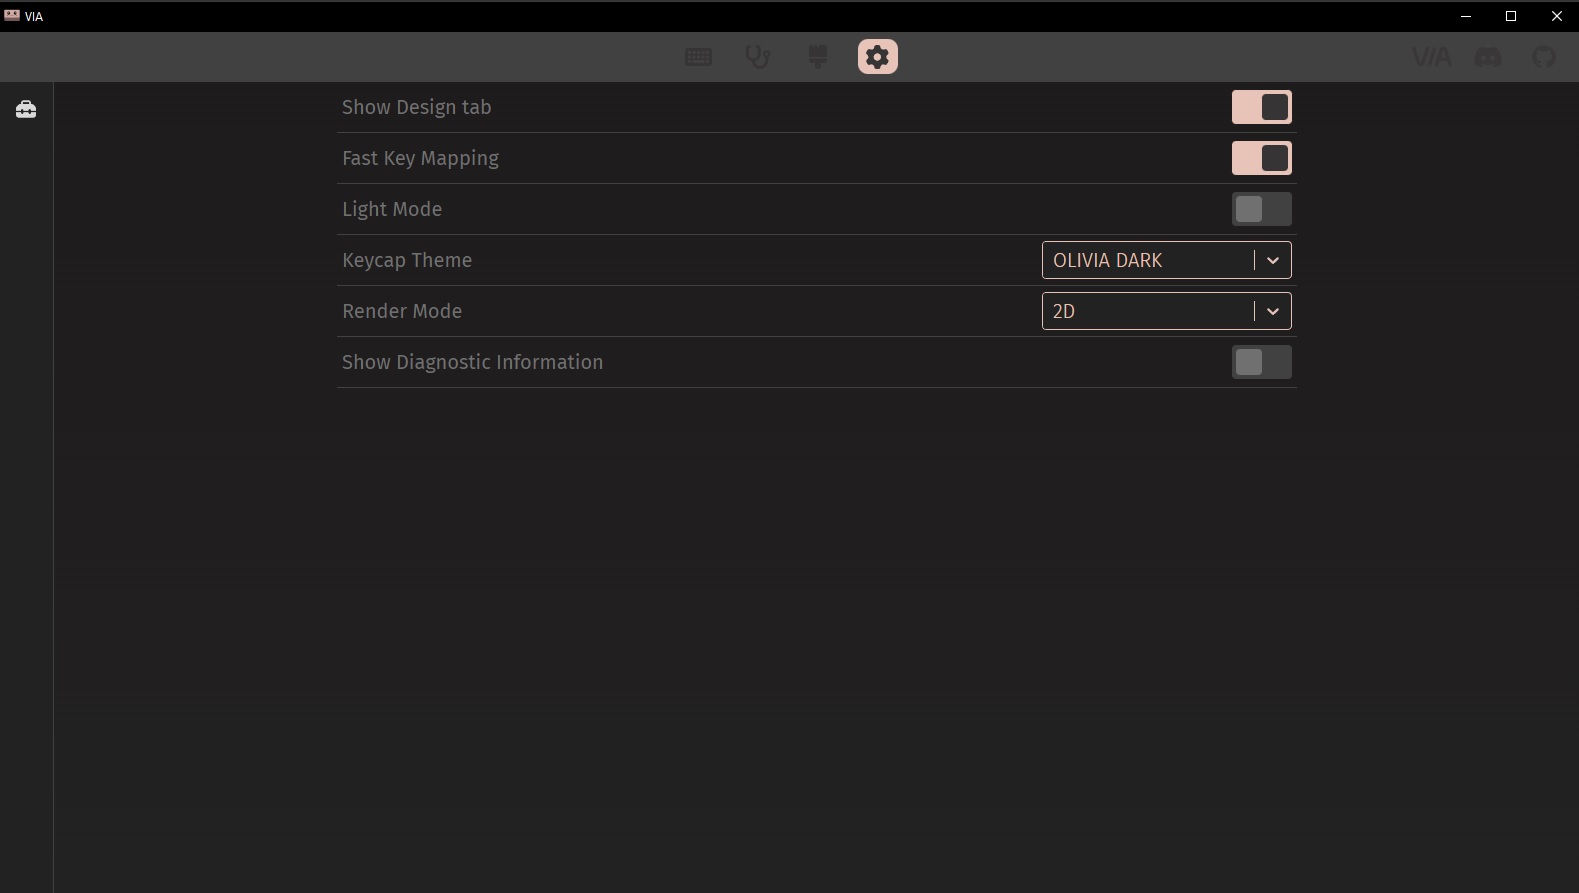 VIA
VIA
Show Design tab
Fast Key Mapping
Light Mode
Keycap Theme
OLIVIA DARK
Render Mode
2D
Show Diagnostic Information